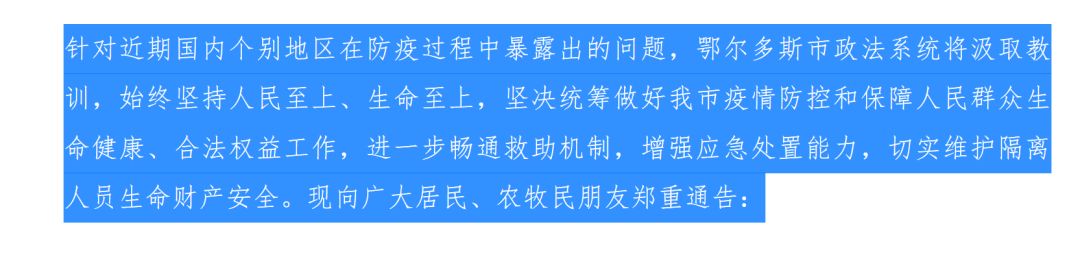 针对近期国内个别地区在防疫过程中暴露出的问题，鄂尔多斯市政法系统将汲取教
训，始终坚持人民至上、生命至上，坚决统筹做好我市疫情防控和保障人民群众生
命健康、合法权益工作，进一步畅通救助机制，增强应急处置能力，切实维护隔离
人员生命财产安全。现向广大居民、农牧民朋友郑重通告：